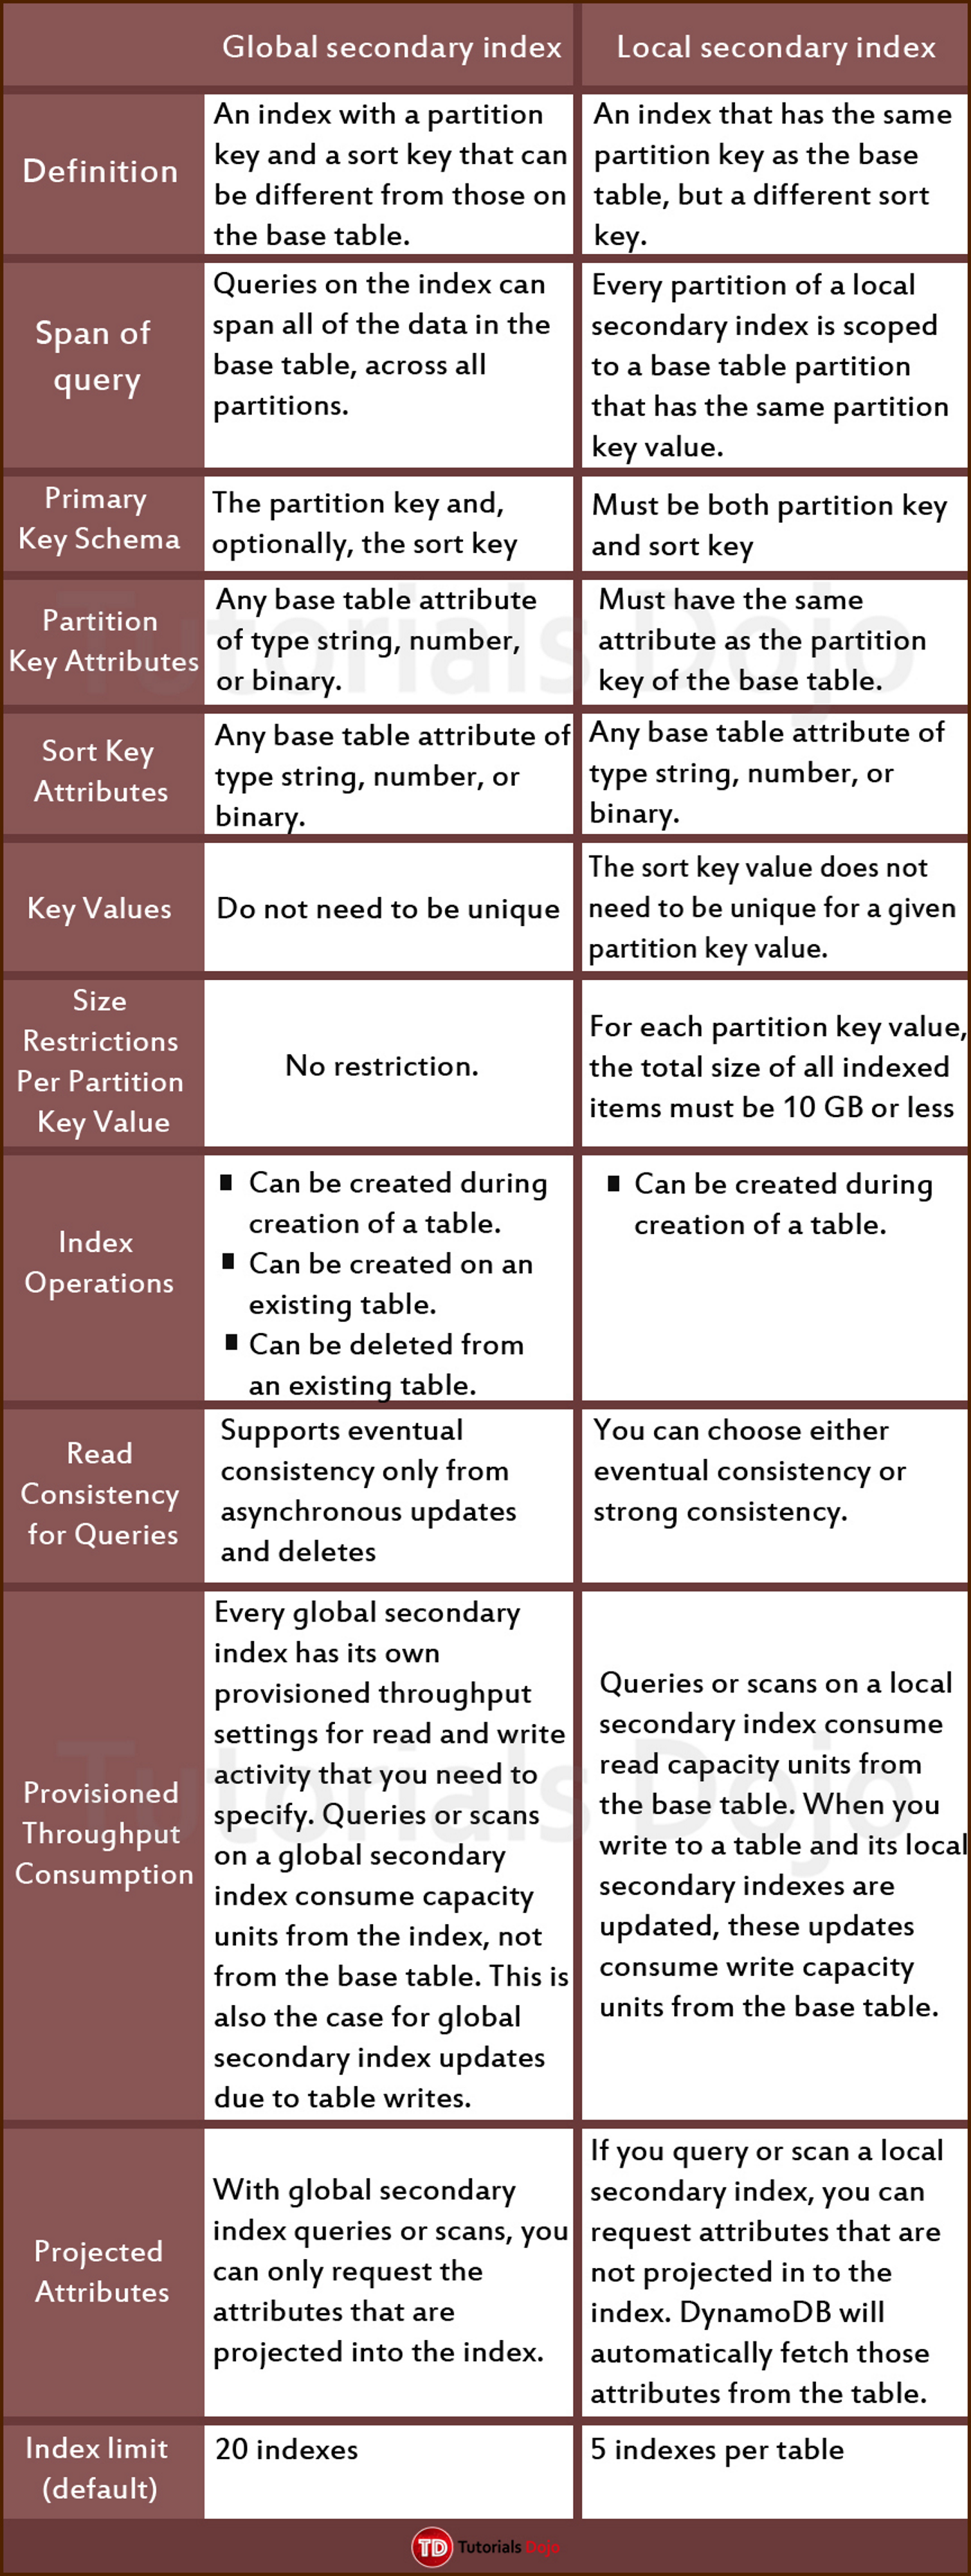 Global secondary index
Local secondary index
Definition
An index with a partition
key and a sort key that can
be different from those on
the base table.
An index that has the same
partition key as the base
table, but a different sort
key.
Span of
query
Queries on the index can
span all of the data in the
base table, across all
partitions.
Every partition of a local
secondary index is scoped
to a base table partition
that has the same partition
key value.
Primary
Key Schema
The partition key and,
optionally, the sort key
Must be both partition key
and sort key
Partition
Key Attributes
Any base table attribute
of type string, number,
or binary.
Must have the same
attribute as the partition
key of the base table.
Tutorials Dojo
Sort Key
Attributes
Any base table attribute of
type string, number, or
binary.
Any base table attribute of
type string, number, or
binary.
Key Values
Do not need to be unique
The sort key value does not
need to be unique for a given
partition key value.
Size
Restrictions
Per Partition
Key Value
No restriction.
For each partition key value,
the total size of all indexed
items must be 10 GB or less
Index
Operations
Can be created during
creation of a table.
Can be created on an
existing table.
Can be deleted from
an existing table.
Can be created during
creation of a table.
Read
Consistency
for Queries
Supports eventual
consistency only from
asynchronous updates
and deletes
You can choose either
eventual consistency or
strong consistency.
Provisioned
Throughput
Consumption
Every global secondary
index has its own
provisioned throughput
settings for read and write
activity that you need to
specify. Queries or scans
on a global secondary
index consume capacity
units from the index, not
from the base table. This is
also the case for global
secondary index updates
due to table writes.
Queries or scans on a local
secondary index consume
read capacity units from
the base table. When you
write to a table and its local
secondary indexes are
updated, these updates
consume write capacity
units from the base table.
Tutorials Dojo
Projected
Attributes
With global secondary
index queries or scans, you
can only request the
attributes that are
projected into the index.
If you query or scan a local
secondary index, you can
request attributes that are
not projected in to the
index. DynamoDB will
automatically fetch those
attributes from the table.
Index limit
(default)
20 indexes
5 indexes per table
TD Tutorials Dojo